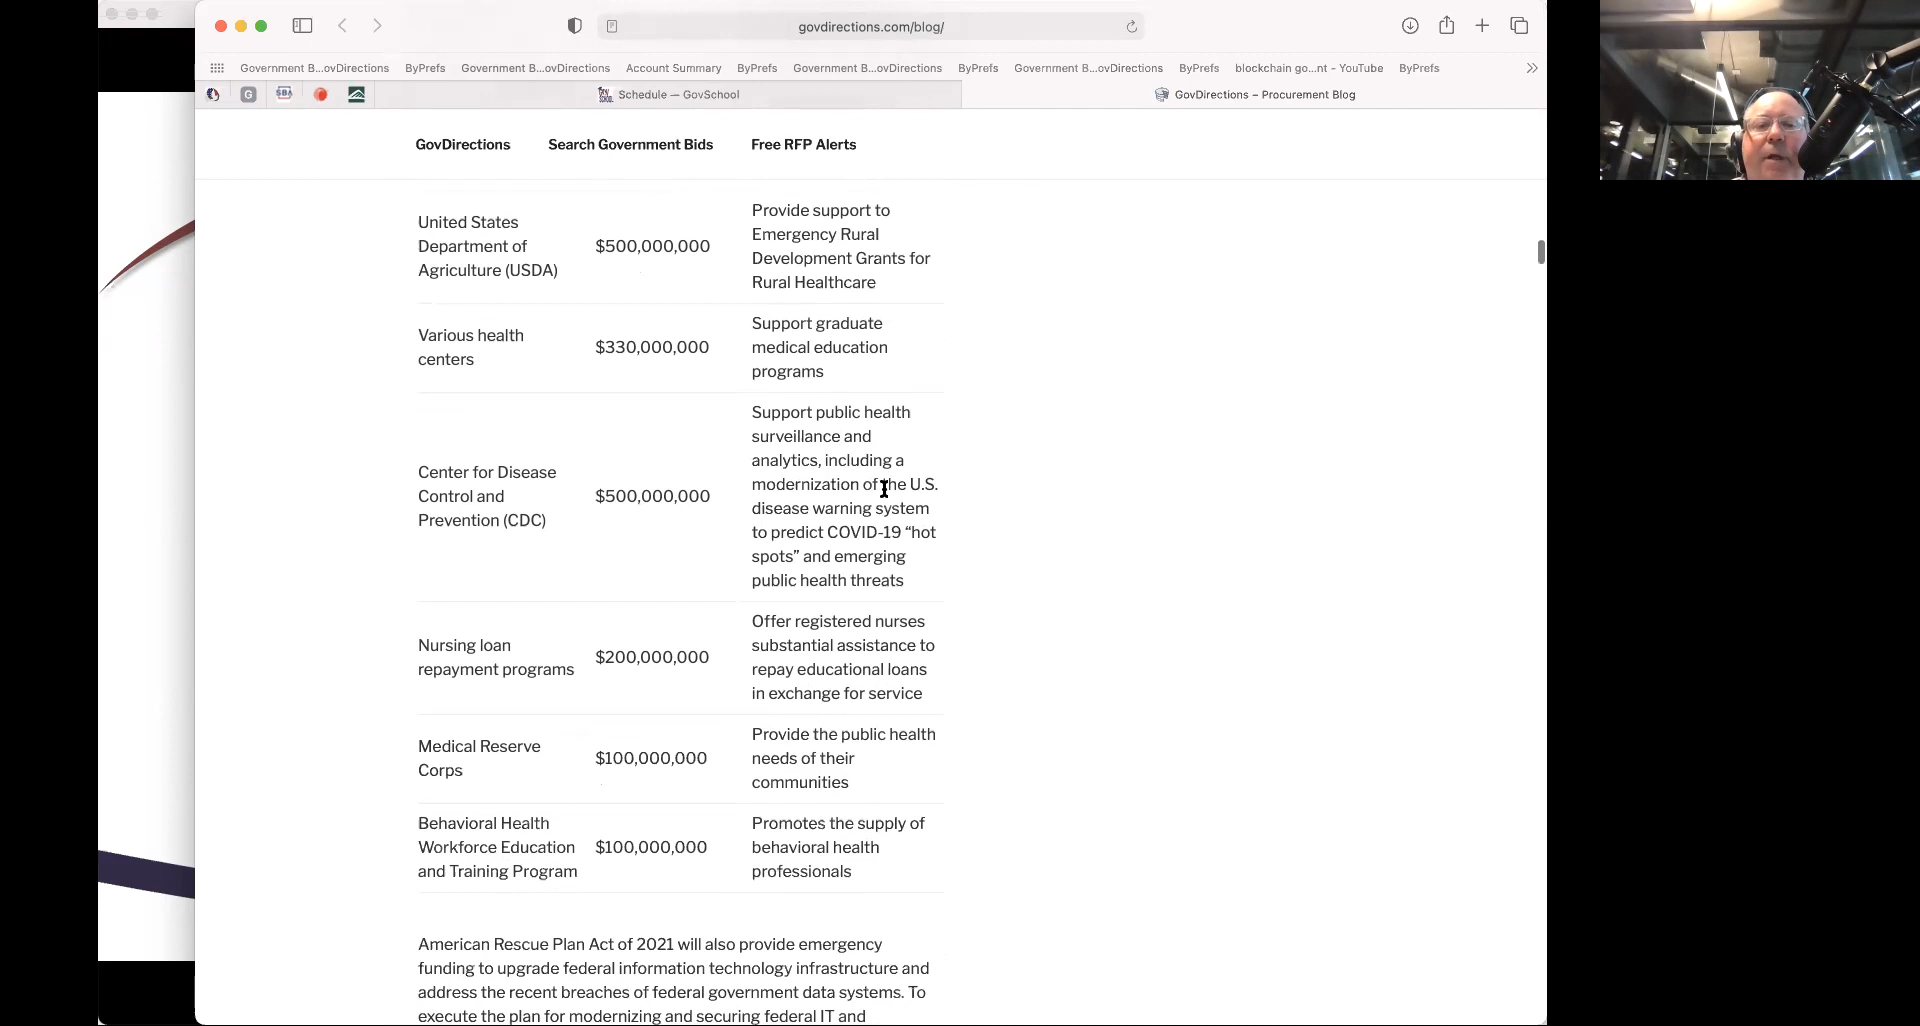 govdirections.com/blog/
Government B...ovDirections
ByPrefs
Government B...ovDirections
Account Summary
ByPrefs
Government B...ovDirections
ByPrefs
Government B...ovDirections
ByPrefs
blockchain go...nt - YouTube
ByPrefs
G
SBA
Schedule — GovSchool
GovDirections – Procurement Blog
GovDirections
Search Government Bids
Free RFP Alerts
United States
Department of
Agriculture (USDA)
$500,000,000
Provide support to
Emergency Rural
Development Grants for
Rural Healthcare
Various health
centers
$330,000,000
Support graduate
medical education
programs
Center for Disease
Control and
Prevention (CDC)
$500,000,000
Support public health
surveillance and
analytics, including a
modernization of the U.S.
disease warning system
to predict COVID-19 “hot
spots” and emerging
public health threats
Nursing loan
repayment programs
$200,000,000
Offer registered nurses
substantial assistance to
repay educational loans
in exchange for service
Medical Reserve
Corps
$100,000,000
Provide the public health
needs of their
communities
Behavioral Health
Workforce Education
and Training Program
$100,000,000
Promotes the supply of
behavioral health
professionals
American Rescue Plan Act of 2021 will also provide emergency
funding to upgrade federal information technology infrastructure and
address the recent breaches of federal government data systems. To
execute the plan for modernizing and securing federal IT and